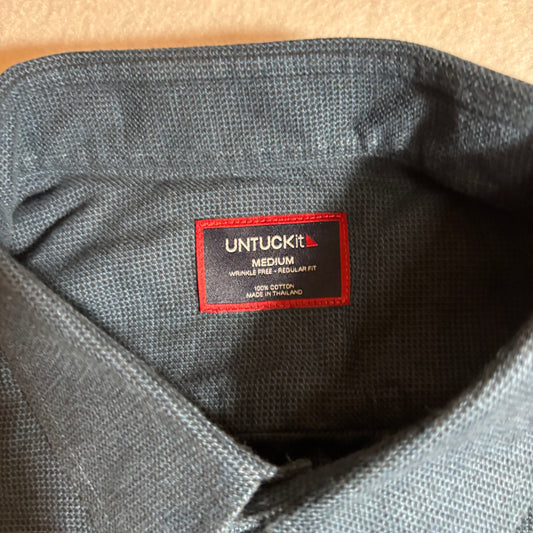 UNTUCKit
MEDIUM
WRINKLE FREE - REGULAR FIT
100% COTTON
MADE IN THAILAND